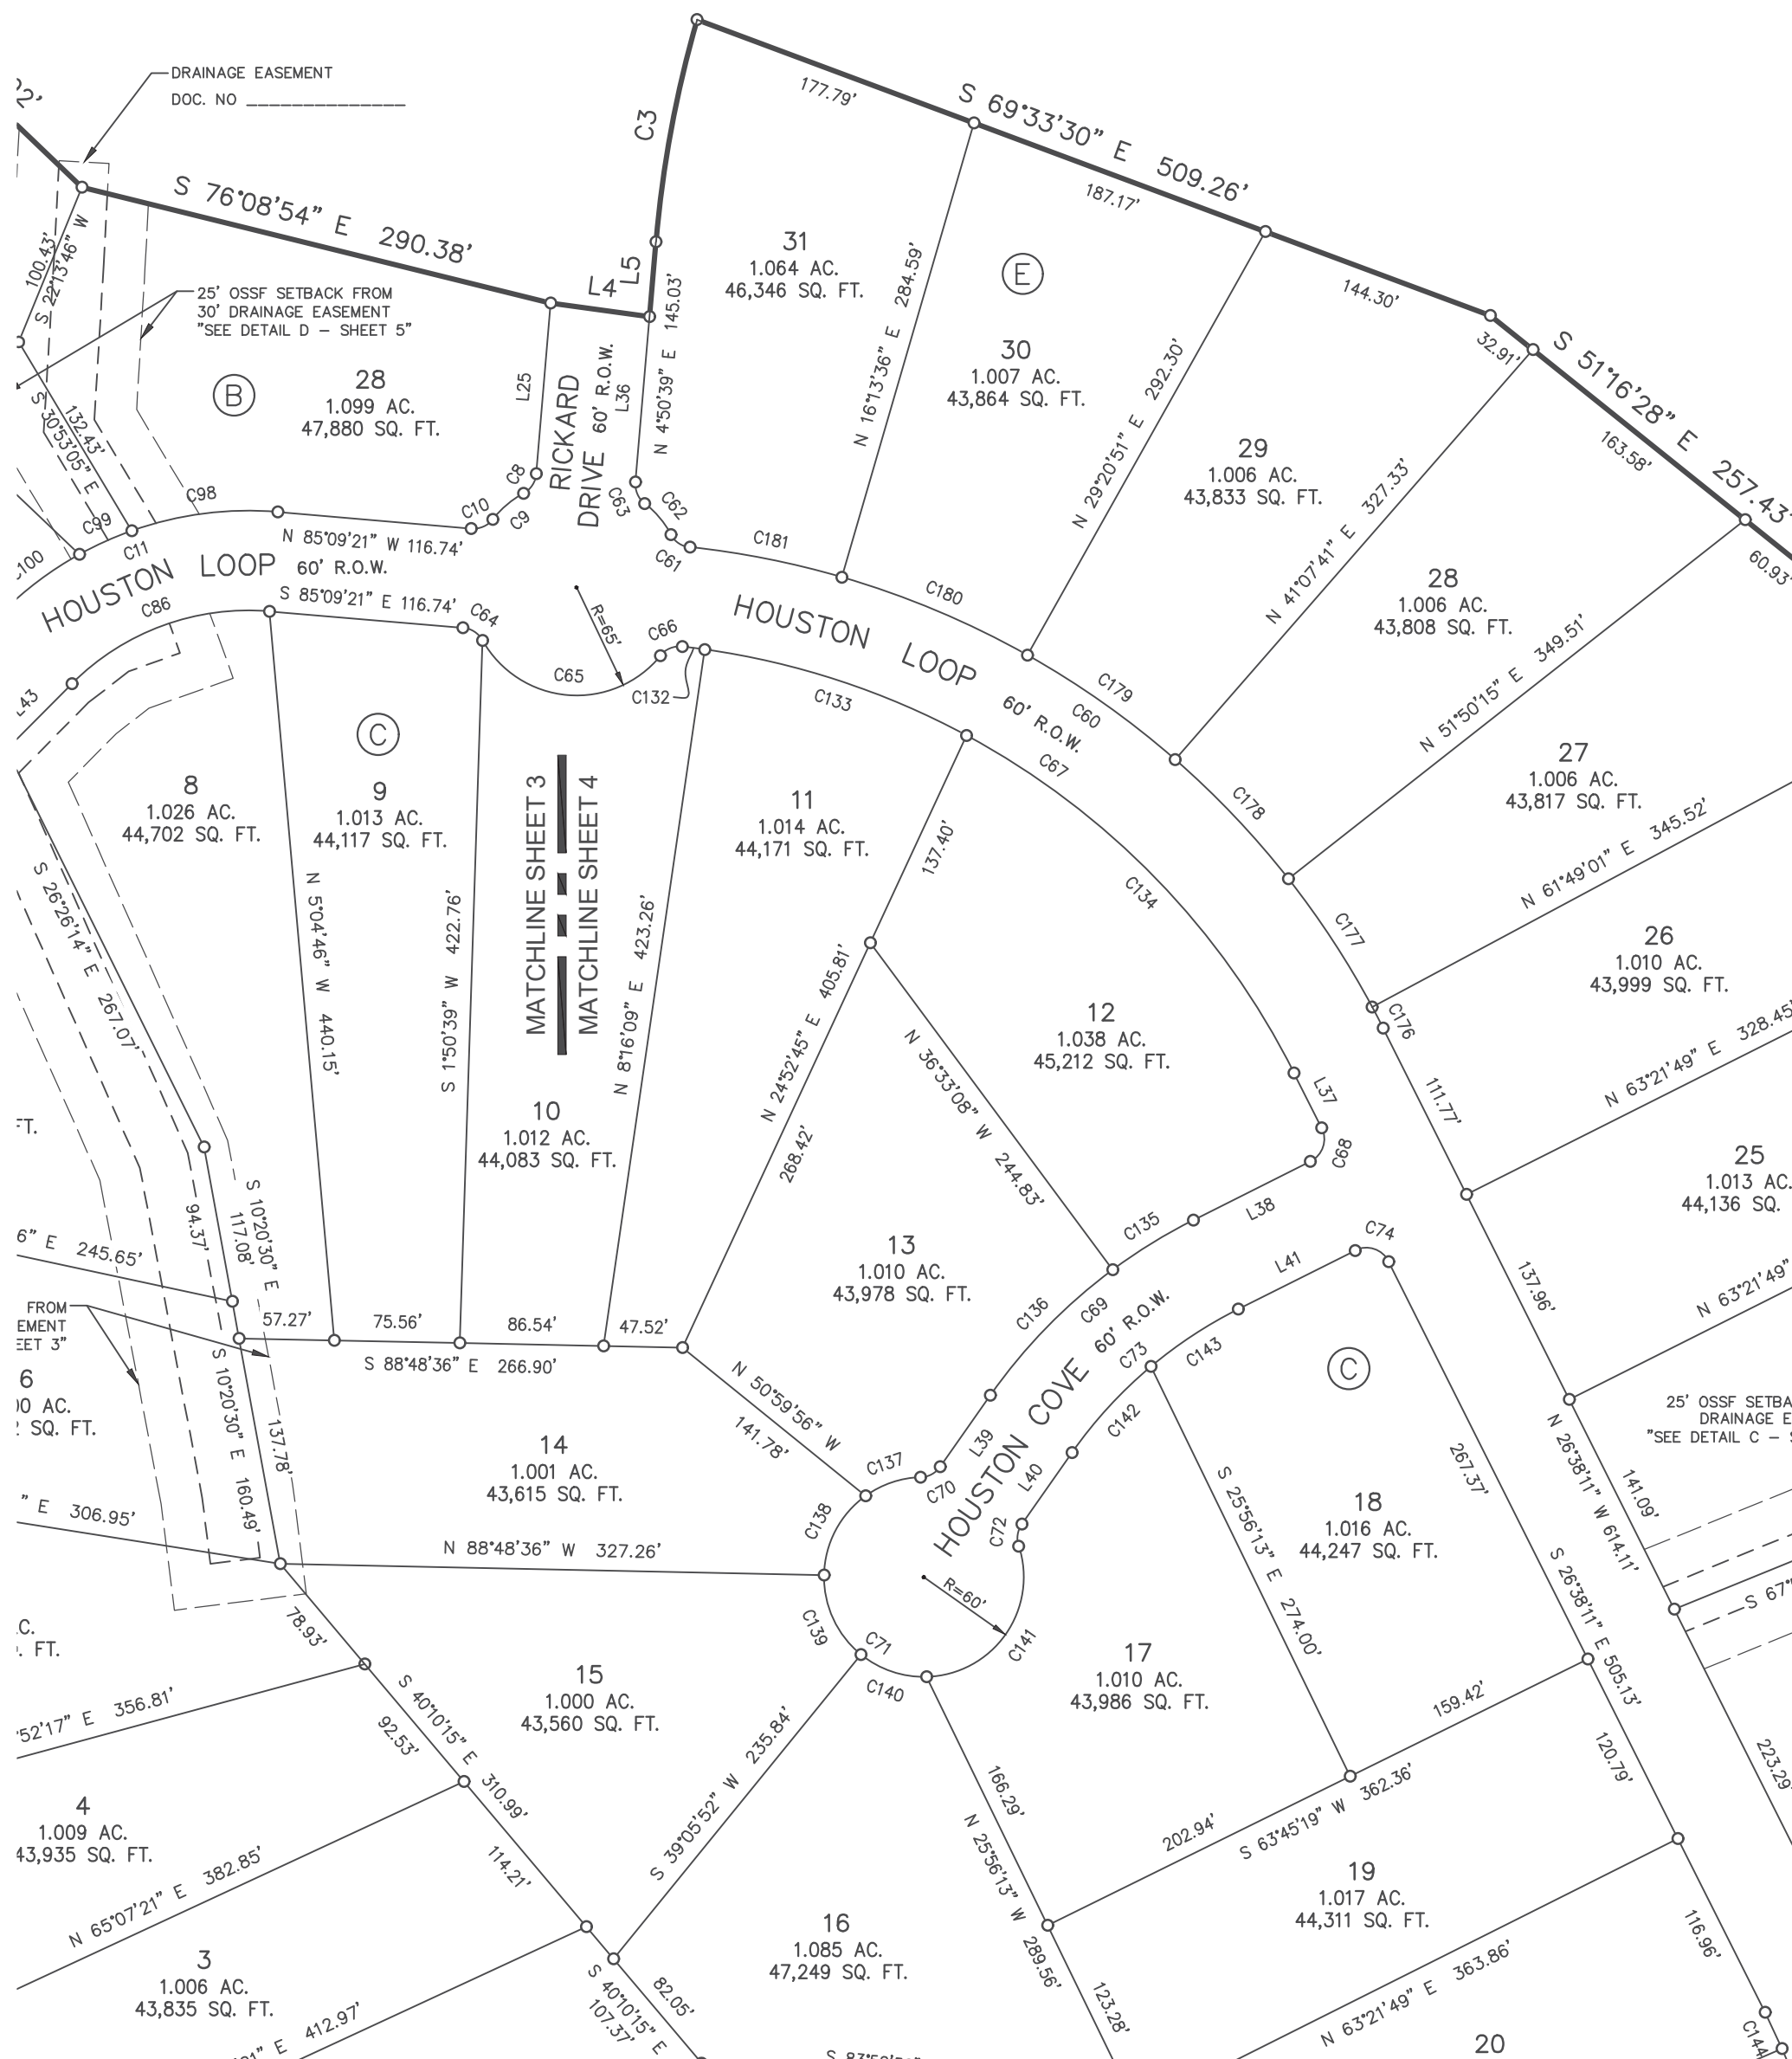 DRAINAGE EASEMENT
DOC. NO ______________
C3
177.79'
S 69°33'30" E 509.26'
187.17'
144.30'
32.91'
S 51°16'28" E 257.43'
163.58'
60.93'
S 76°08'54" E 290.38'
L4
L5
100.43'
S 22°13'46" W
25' OSSF SETBACK FROM
30' DRAINAGE EASEMENT
"SEE DETAIL D – SHEET 5"
B
28
1.099 AC.
47,880 SQ. FT.
132.43'
S 30°53'05" E
L25
RICKARD
DRIVE 60' R.O.W.
L36
N 4°50'39" E 145.03'
31
1.064 AC.
46,346 SQ. FT.
E
N 16°13'36" E 284.59'
30
1.007 AC.
43,864 SQ. FT.
N 29°20'51" E 292.30'
29
1.006 AC.
43,833 SQ. FT.
N 41°07'41" E 327.33'
28
1.006 AC.
43,808 SQ. FT.
N 51°50'15" E 349.51'
27
1.006 AC.
43,817 SQ. FT.
N 61°49'01" E 345.52'
26
1.010 AC.
43,999 SQ. FT.
N 63°21'49" E 328.45'
25
1.013 AC.
44,136 SQ.
N 63°21'49"
C98
C99
C11
C10
C8
C9
C63
C62
C61
C181
C180
C179
C60
C178
C177
C176
N 85°09'21" W 116.74'
HOUSTON LOOP 60' R.O.W.
S 85°09'21" E 116.74'
C86
C64
C65
R=65'
C66
C132
C133
HOUSTON LOOP 60' R.O.W.
C67
C134
C
8
1.026 AC.
44,702 SQ. FT.
9
1.013 AC.
44,117 SQ. FT.
MATCHLINE SHEET 3
MATCHLINE SHEET 4
11
1.014 AC.
44,171 SQ. FT.
137.40'
S 26°26'14" E 267.07'
N 5°04'46" W 440.15'
S 1°50'39" W 422.76'
N 8°16'09" E 423.26'
N 24°52'45" E 405.81'
268.42'
N 36°33'08" W 244.83'
12
1.038 AC.
45,212 SQ. FT.
L37
C68
L38
111.77'
10
1.012 AC.
44,083 SQ. FT.
94.37'
117.08'
S 10°20'30" E
245.65'
13
1.010 AC.
43,978 SQ. FT.
C135
C136
C69
C74
L41
137.96'
FROM
57.27'
75.56'
86.54'
47.52'
S 88°48'36" E 266.90'
S 10°20'30" E 160.49'
137.78'
6
SQ. FT.
N 50°59'56" W
141.78'
HOUSTON COVE 60' R.O.W.
C73
C143
C142
C
25' OSSF SETBA
DRAINAGE E
"SEE DETAIL C –
14
1.001 AC.
43,615 SQ. FT.
C137
C70
L39
L40
C72
C138
267.37'
N 26°38'11" W 614.11'
141.09'
E 306.95'
N 88°48'36" W 327.26'
R=60'
18
1.016 AC.
44,247 SQ. FT.
S 25°56'13" E 274.00'
S 26°38'11" E 505.13'
S 67°
78.93'
C139
C71
C140
C141
17
1.010 AC.
43,986 SQ. FT.
159.42'
120.79'
223.29'
15
1.000 AC.
43,560 SQ. FT.
S 40°10'15" E 310.99'
52'17" E 356.81'
92.53'
S 39°05'52" W 235.84'
166.29'
N 25°56'13" W 289.56'
202.94'
S 63°45'19" W 362.36'
4
1.009 AC.
43,935 SQ. FT.
N 65°07'21" E 382.85'
114.21'
19
1.017 AC.
44,311 SQ. FT.
116.96'
3
1.006 AC.
43,835 SQ. FT.
412.97'
S 40°10'15" E
107.37'
82.05'
16
1.085 AC.
47,249 SQ. FT.
123.28'
N 63°21'49" E 363.86'
20
C144